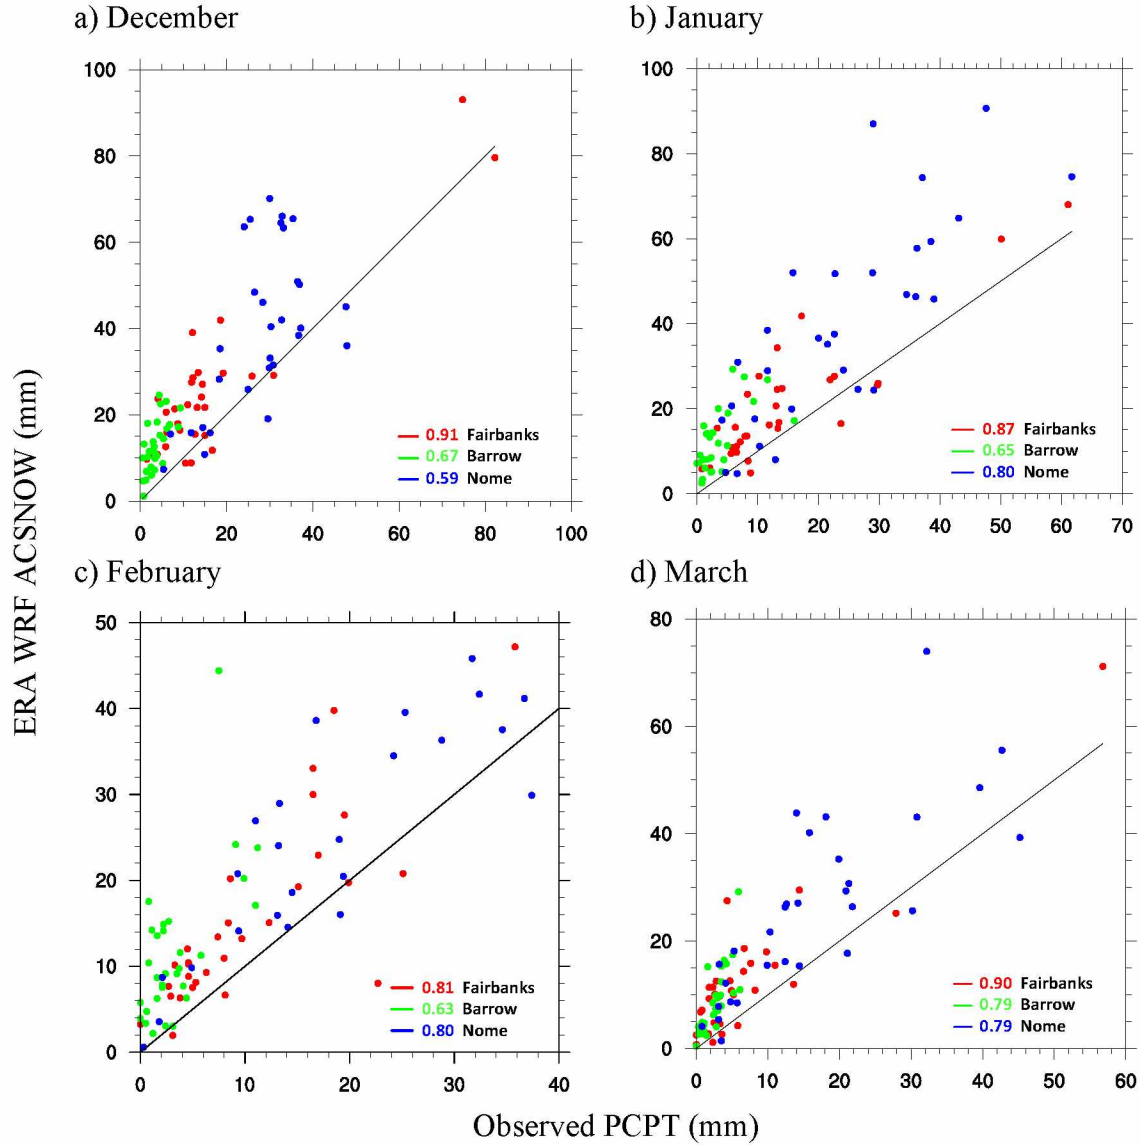 a) December
100
80
60
40
20
0
0 20 40 60 80 100
0.91 Fairbanks
0.67 Barrow
0.59 Nome
b) January
100
80
60
40
20
0
0 10 20 30 40 50 60 70
0.87 Fairbanks
0.65 Barrow
0.80 Nome
c) February
50
40
30
20
10
0
0 10 20 30 40
0.81 Fairbanks
0.63 Barrow
0.80 Nome
d) March
80
60
40
20
0
0 10 20 30 40 50 60
0.90 Fairbanks
0.79 Barrow
0.79 Nome
ERA WRF ACSNOW (mm)
Observed PCPT (mm)